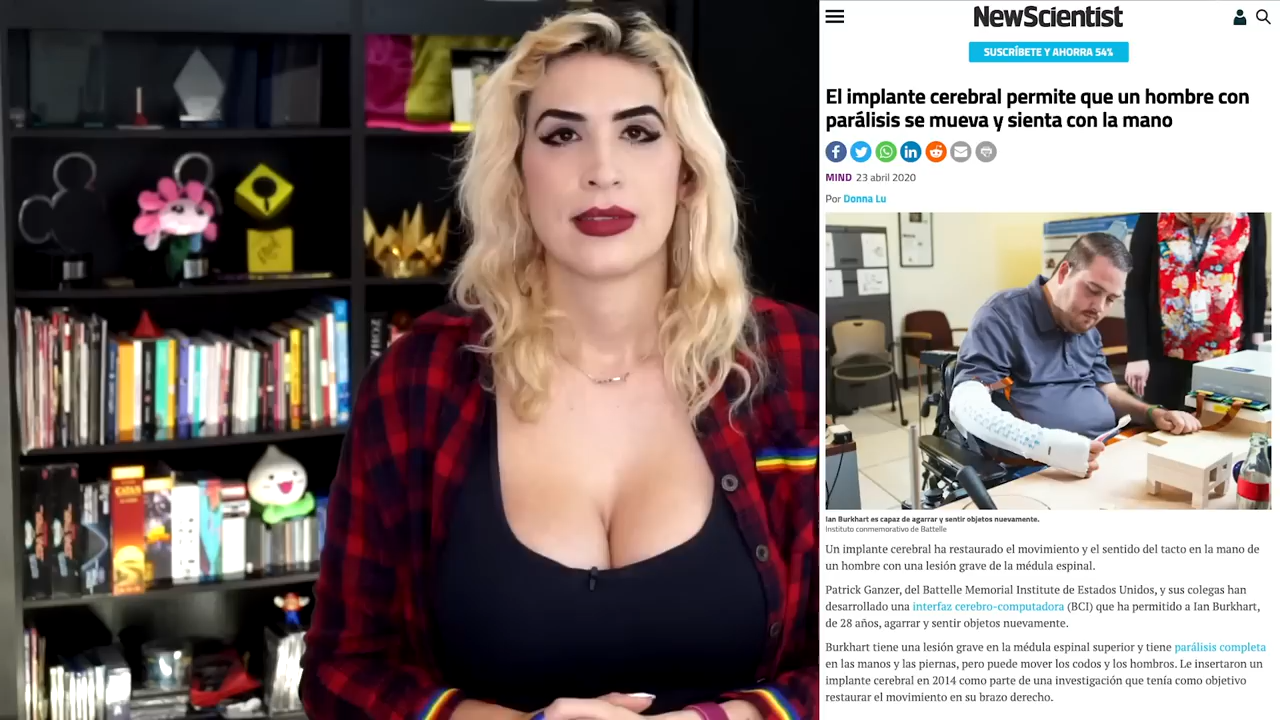 NewScientist
SUSCRÍBETE Y AHORRA 54%
El implante cerebral permite que un hombre con
parálisis se mueva y sienta con la mano
MIND 23 abril 2020
Por Donna Lu
Ian Burkhart es capaz de agarrar y sentir objetos nuevamente.
Instituto conmemorativo de Battelle
Un implante cerebral ha restaurado el movimiento y el sentido del tacto en la mano de
un hombre con una lesión grave de la médula espinal.
Patrick Ganzer, del Battelle Memorial Institute de Estados Unidos, y sus colegas han
desarrollado una interfaz cerebro-computadora (BCI) que ha permitido a Ian Burkhart,
de 28 años, agarrar y sentir objetos nuevamente.
Burkhart tiene una lesión grave en la médula espinal superior y tiene parálisis completa
en las manos y las piernas, pero puede mover los codos y los hombros. Le insertaron un
implante cerebral en 2014 como parte de una investigación que tenía como objetivo
restaurar el movimiento en su brazo derecho.